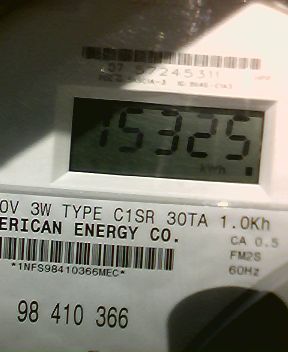 15325
kWh
0V 3W TYPE C1SR 30TA 1.0Kh
ERICAN ENERGY CO.
CA 0.5
FM2S
60Hz
*1NFS98410366MEC*
98 410 366